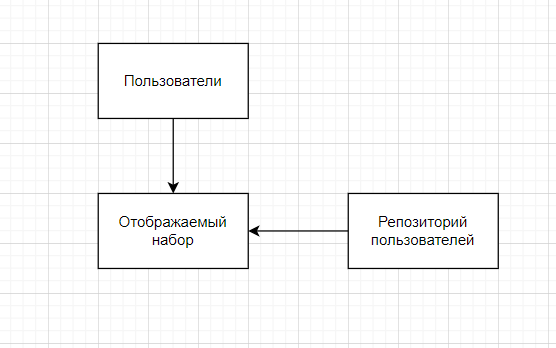 Пользователи
Отображаемый
набор
Репозиторий
пользователей